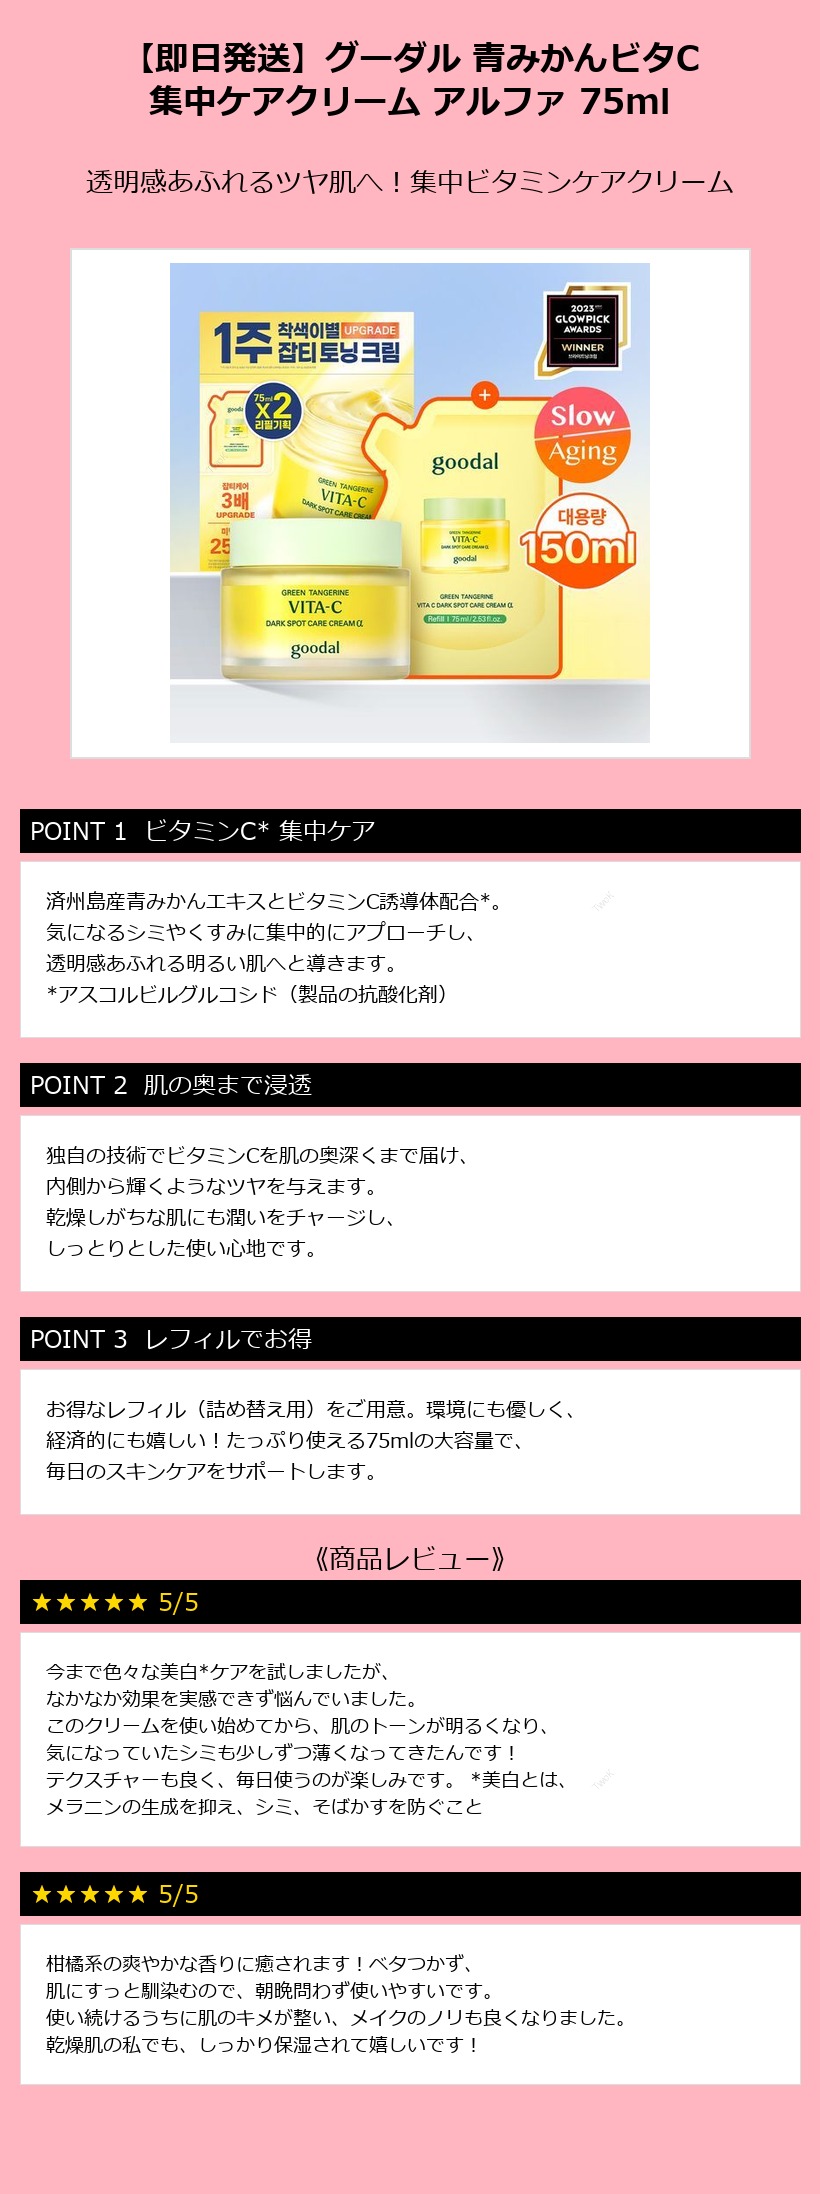 【即日発送】グーダル 青みかんビタC
集中ケアクリーム アルファ 75ml
透明感あふれるツヤ肌へ！集中ビタミンケアクリーム
1주 착색이별 UPGRADE
잡티 토닝 크림
75ml
X2
리필기획
잡티케어
3배
UPGRADE
25
GREEN TANGERINE
VITA-C
DARK SPOT CARE CREAM
GREEN TANGERINE
VITA-C
DARK SPOT CARE CREAM α
goodal
+
goodal
GREEN TANGERINE
VITA-C
DARK SPOT CARE CREAM α
goodal
GREEN TANGERINE
VITA C DARK SPOT CARE CREAM α
Refill I 75ml/2.53fl.oz.
2023
GLOWPICK
AWARDS
WINNER
Slow
Aging
대용량
150ml
POINT 1 ビタミンC* 集中ケア
済州島産青みかんエキスとビタミンC誘導体配合*。
気になるシミやくすみに集中的にアプローチし、
透明感あふれる明るい肌へと導きます。
*アスコルビルグルコシド（製品の抗酸化剤）
POINT 2 肌の奥まで浸透
独自の技術でビタミンCを肌の奥深くまで届け、
内側から輝くようなツヤを与えます。
乾燥しがちな肌にも潤いをチャージし、
しっとりとした使い心地です。
POINT 3 レフィルでお得
お得なレフィル（詰め替え用）をご用意。環境にも優しく、
経済的にも嬉しい！たっぷり使える75mlの大容量で、
毎日のスキンケアをサポートします。
《商品レビュー》
★★★★★ 5/5
今まで色々な美白*ケアを試しましたが、
なかなか効果を実感できず悩んでいました。
このクリームを使い始めてから、肌のトーンが明るくなり、
気になっていたシミも少しずつ薄くなってきたんです！
テクスチャーも良く、毎日使うのが楽しみです。 *美白とは、
メラニンの生成を抑え、シミ、そばかすを防ぐこと
★★★★★ 5/5
柑橘系の爽やかな香りに癒されます！ベタつかず、
肌にすっと馴染むので、朝晩問わず使いやすいです。
使い続けるうちに肌のキメが整い、メイクのノリも良くなりました。
乾燥肌の私でも、しっかり保湿されて嬉しいです！